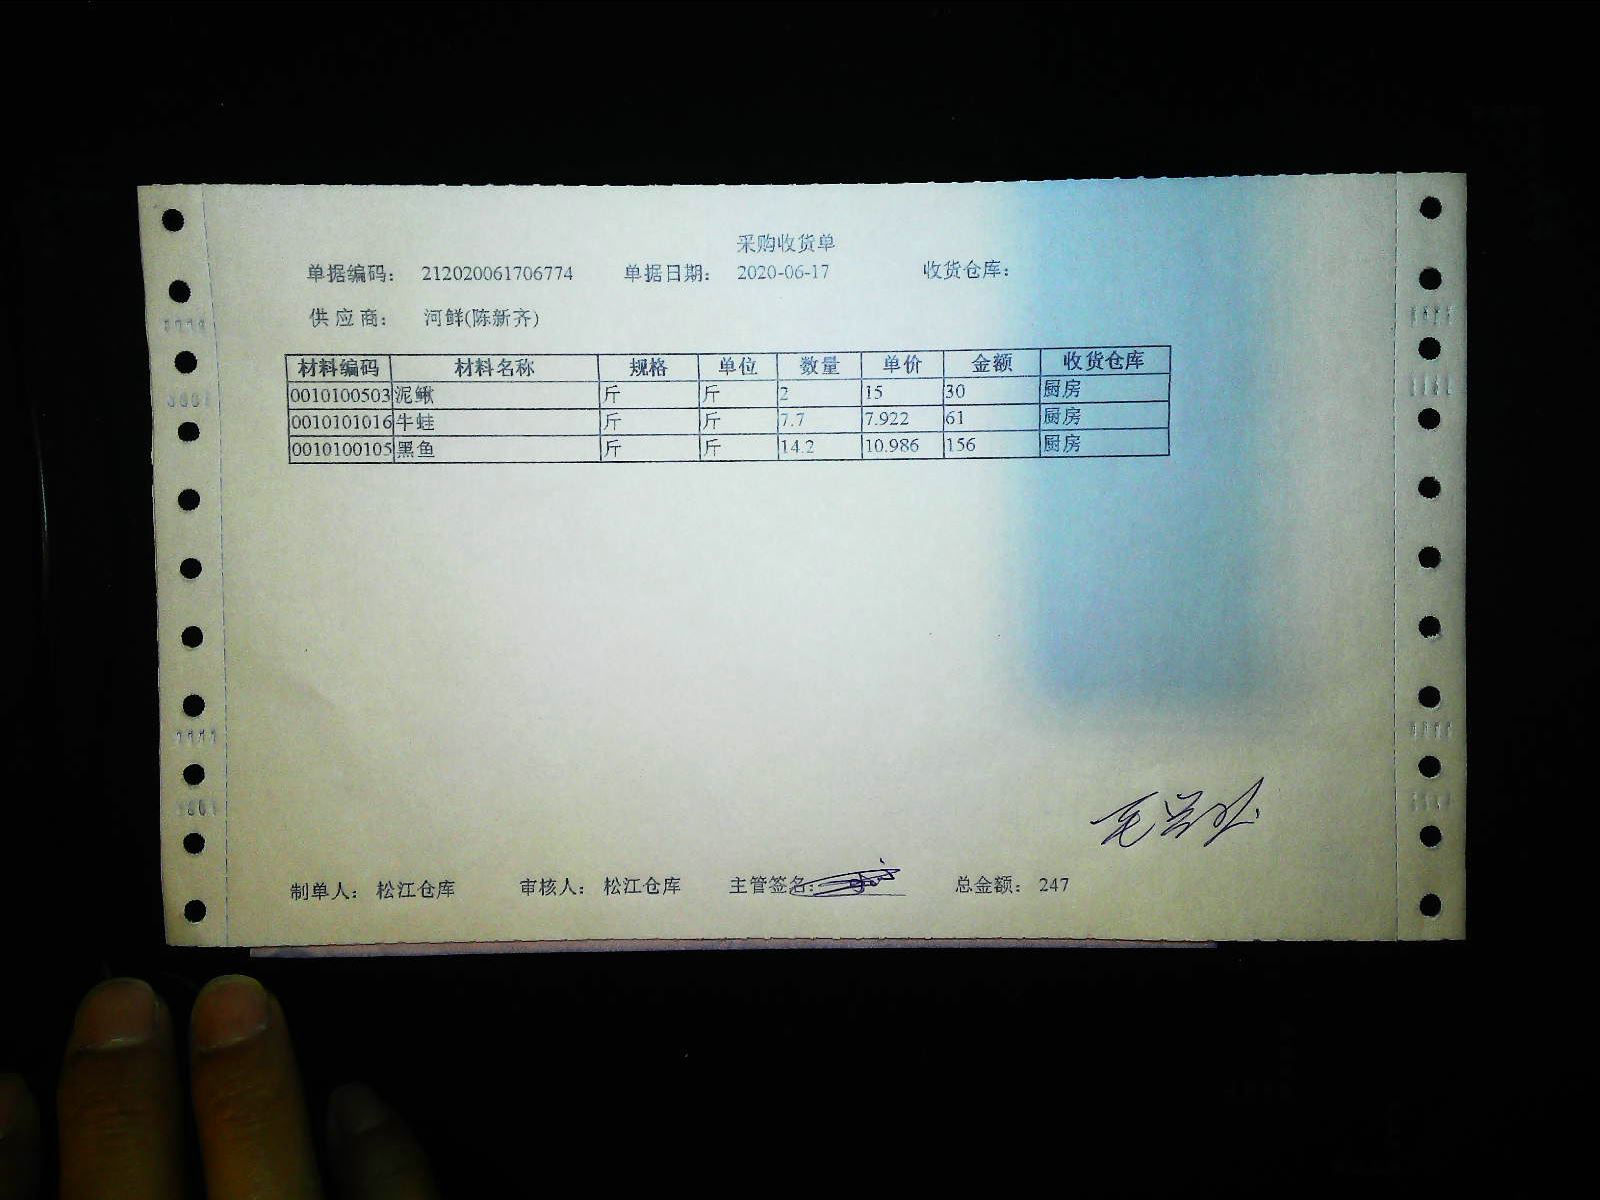 采购收货单
单据编码： 212020061706774 单据日期： 2020-06-17 收货仓库：
供应商： 河鲜(陈新齐)
材料编码 材料名称 规格 单位 数量 单价 金额 收货仓库
0010100503 泥鳅 斤 斤 2 15 30 厨房
0010101016 牛蛙 斤 斤 7.7 7.922 61 厨房
0010100105 黑鱼 斤 斤 14.2 10.986 156 厨房
制单人： 松江仓库 审核人： 松江仓库 主管签名： 总金额： 247